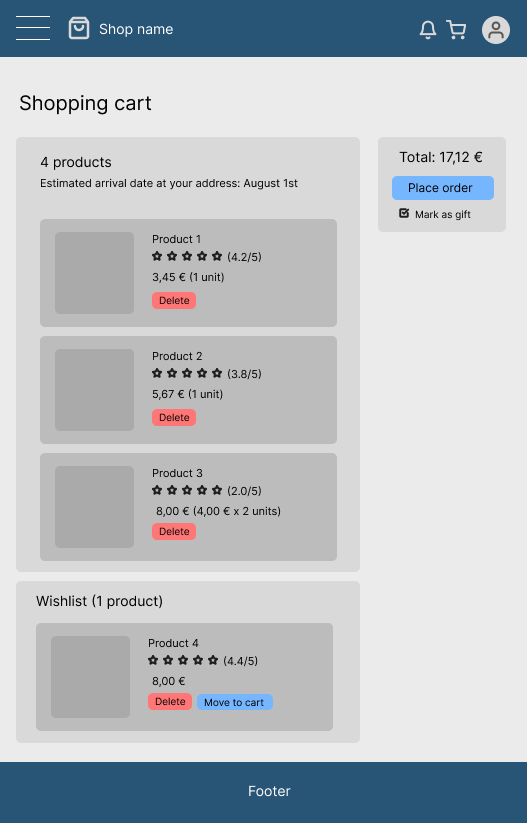 Shop name
Shopping cart
4 products
Estimated arrival date at your address: August 1st
Product 1
(4.2/5)
3,45 € (1 unit)
Delete
Product 2
(3.8/5)
5,67 € (1 unit)
Delete
Product 3
(2.0/5)
8,00 € (4,00 € x 2 units)
Delete
Total: 17,12 €
Place order
Mark as gift
Wishlist (1 product)
Product 4
(4.4/5)
8,00 €
Delete Move to cart
Footer